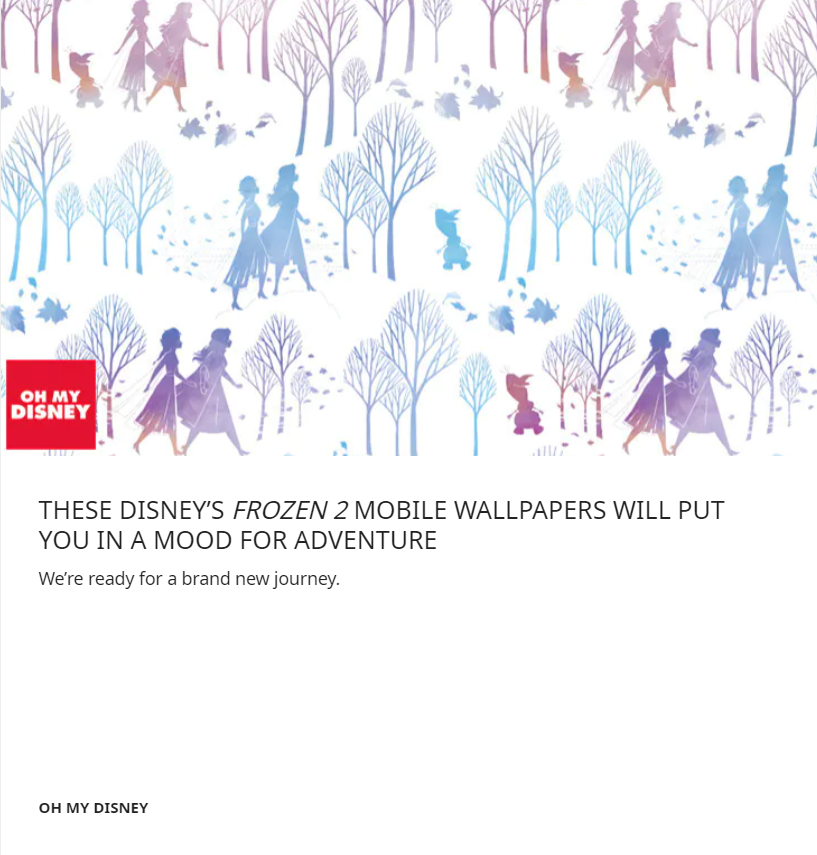 OH MY
DISNEY
THESE DISNEY’S FROZEN 2 MOBILE WALLPAPERS WILL PUT
YOU IN A MOOD FOR ADVENTURE
We’re ready for a brand new journey.
OH MY DISNEY